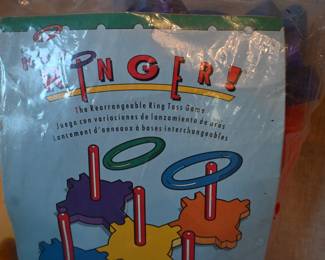 RINGER!
The Rearrangeable Ring Toss Game
Juego con variaciones de lanzamiento de aros
Lancement d'anneaux à bases interchangeables